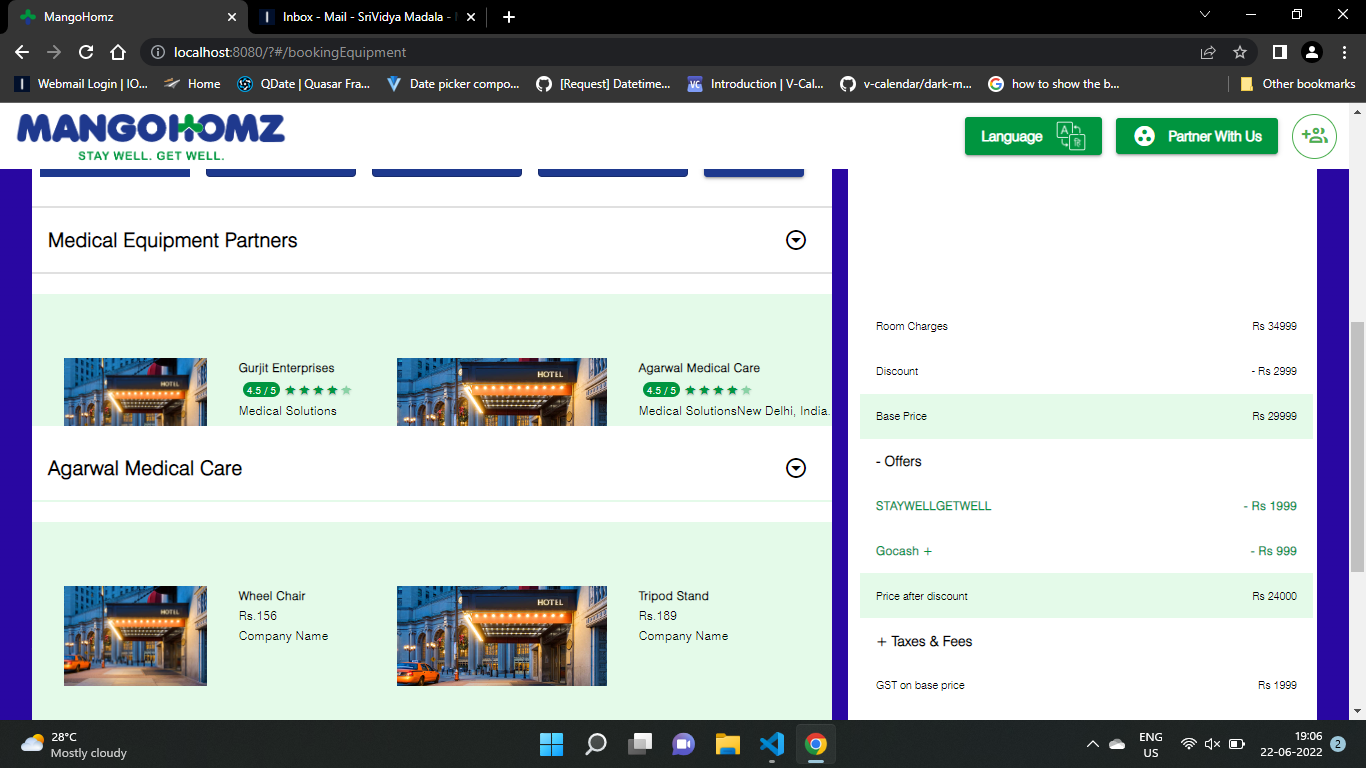 MangoHomz
Inbox - Mail - SriVidya Madala -
localhost:8080/?#/bookingEquipment
Webmail Login | IO...
Home
QDate | Quasar Fra...
Date picker compo...
[Request] Datetime...
Introduction | V-Cal...
v-calendar/dark-m...
how to show the b...
Other bookmarks
MANGOHOMZ
STAY WELL. GET WELL.
Language
Partner With Us
Medical Equipment Partners
HOTEL
Gurjit Enterprises
4.5 / 5
Medical Solutions
HOTEL
Agarwal Medical Care
4.5 / 5
Medical SolutionsNew Delhi, India.
Agarwal Medical Care
HOTEL
Wheel Chair
Rs.156
Company Name
HOTEL
Tripod Stand
Rs.189
Company Name
Room Charges Rs 34999
Discount - Rs 2999
Base Price Rs 29999
- Offers
STAYWELLGETWELL - Rs 1999
Gocash + - Rs 999
Price after discount Rs 24000
+ Taxes & Fees
GST on base price Rs 1999
28°C
Mostly cloudy
ENG
US
19:06
22-06-2022
2